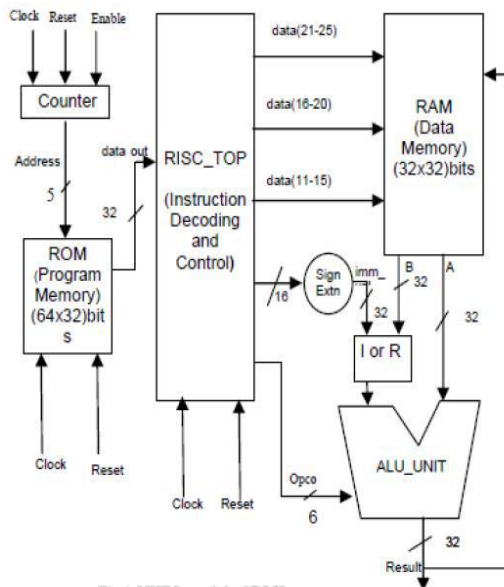 Clock Reset Enable
Counter
Address
5
data out
32
ROM
(Program
Memory)
(64x32)bit
s
Clock
Reset
RISC_TOP
(Instruction
Decoding
and
Control)
Clock
Reset
data(21-25)
data(16-20)
data(11-15)
RAM
(Data
Memory)
(32x32)bits
16
Sign
Extn
imm_
32
B
32
A
32
I or R
ALU_UNIT
Opco
6
32
Result